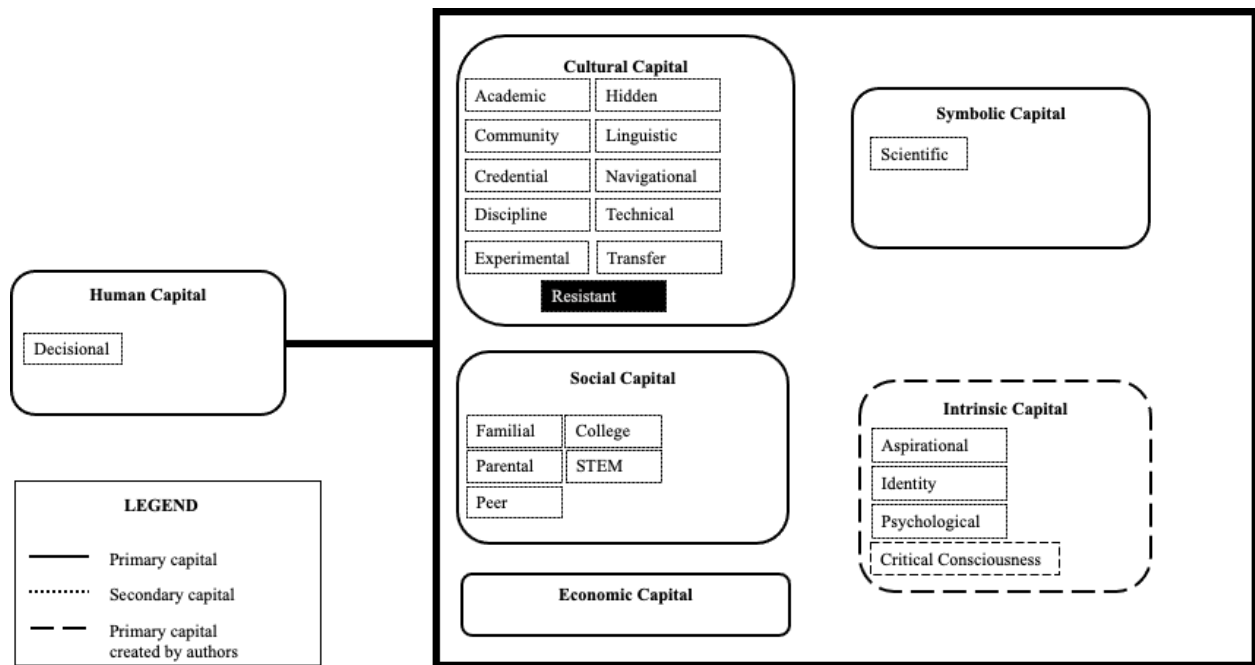 Human Capital
Decisional
LEGEND
Primary capital
Secondary capital
Primary capital
created by authors
Cultural Capital
Academic
Hidden
Community
Linguistic
Credential
Navigational
Discipline
Technical
Experimental
Transfer
Resistant
Social Capital
Familial
College
Parental
STEM
Peer
Economic Capital
Symbolic Capital
Scientific
Intrinsic Capital
Aspirational
Identity
Psychological
Critical Consciousness